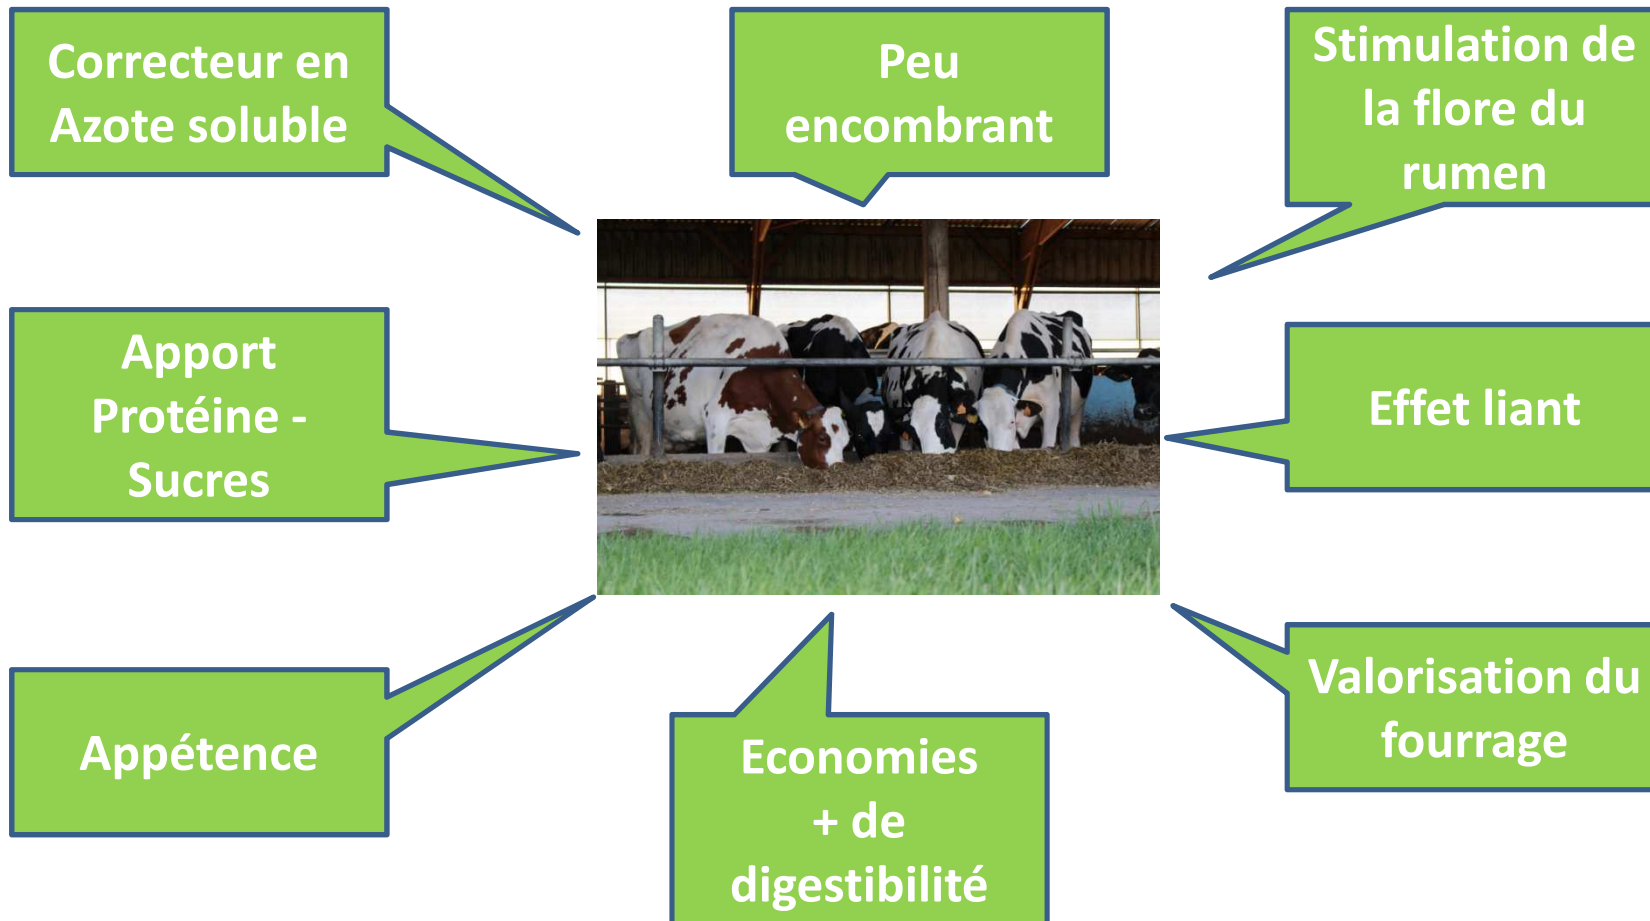 Correcteur en
Azote soluble
Peu
encombrant
Stimulation de
la flore du
rumen
Apport
Protéine -
Sucres
Effet liant
Appétence
Economies
+ de
digestibilité
Valorisation du
fourrage